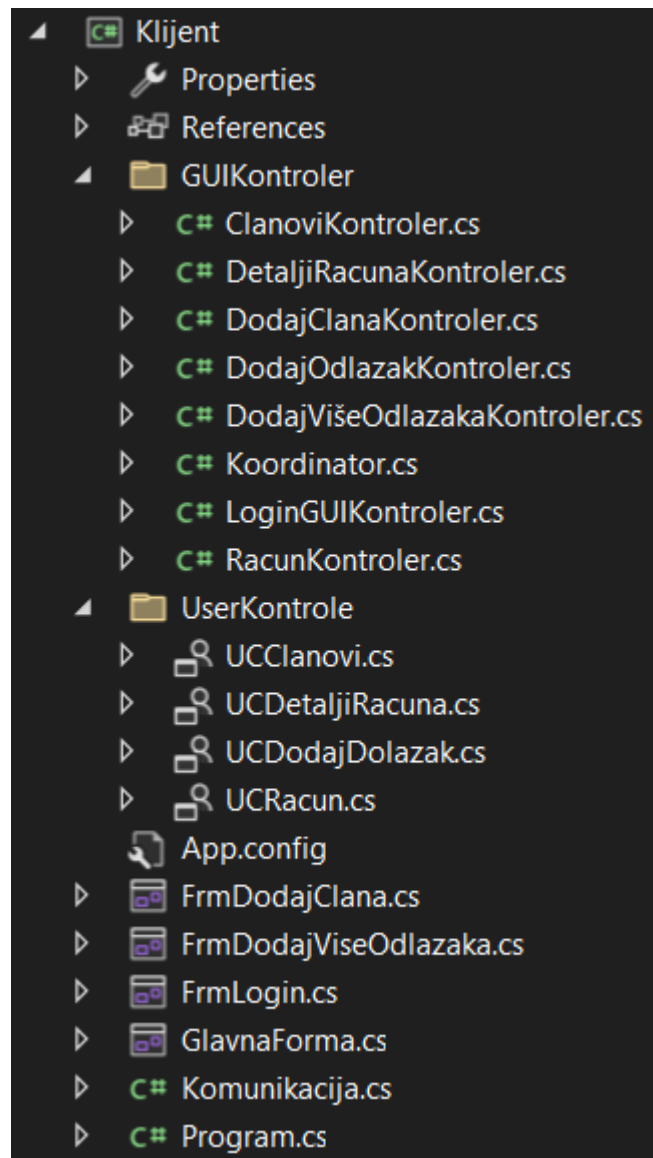 C# Klijent
Properties
References
GUIKontroler
C# ClanoviKontroler.cs
C# DetaljiRacunaKontroler.cs
C# DodajClanaKontroler.cs
C# DodajOdlazakKontroler.cs
C# DodajVišeOdlazakaKontroler.cs
C# Koordinator.cs
C# LoginGUIKontroler.cs
C# RacunKontroler.cs
UserKontrole
UCClanovi.cs
UCDetaljiRacuna.cs
UCDodajDolazak.cs
UCRacun.cs
App.config
FrmDodajClana.cs
FrmDodajViseOdlazaka.cs
FrmLogin.cs
GlavnaForma.cs
C# Komunikacija.cs
C# Program.cs